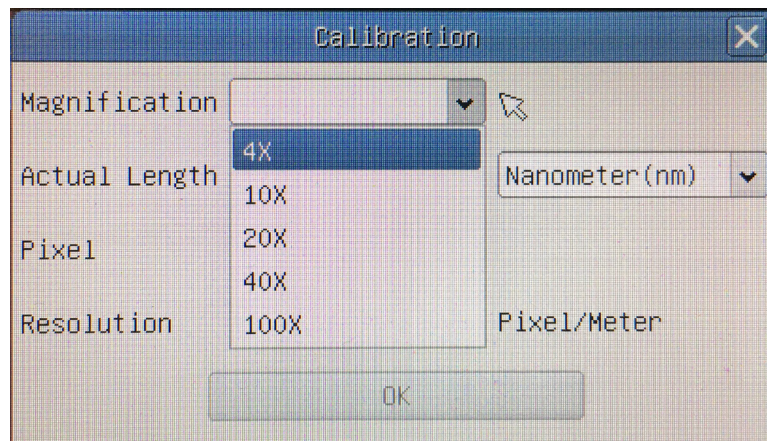 Calibration
Magnification
4X
Actual Length
Nanometer(nm)
10X
Pixel
20X
40X
Resolution
100X
Pixel/Meter
OK